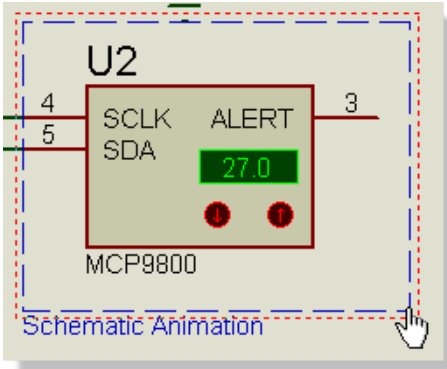 U2
4 SCLK ALERT 3
5 SDA
27.0
MCP9800
Schematic Animation